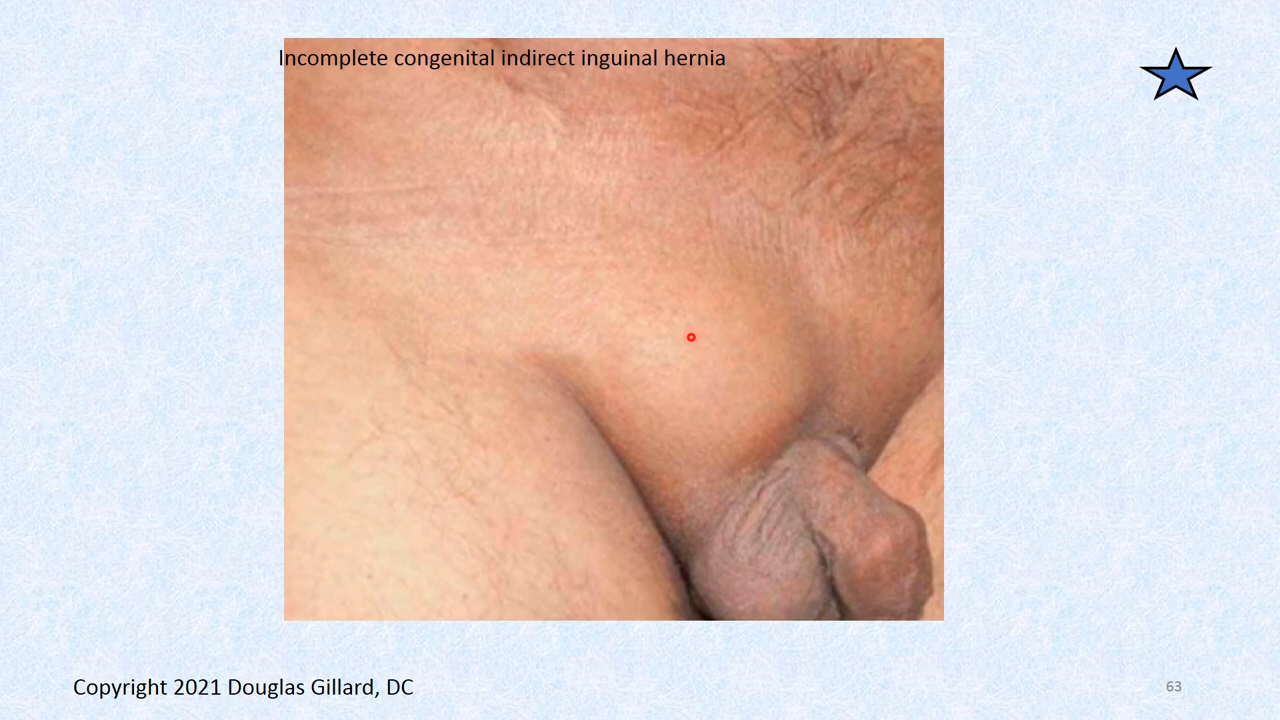 Incomplete congenital indirect inguinal hernia
Copyright 2021 Douglas Gillard, DC
63